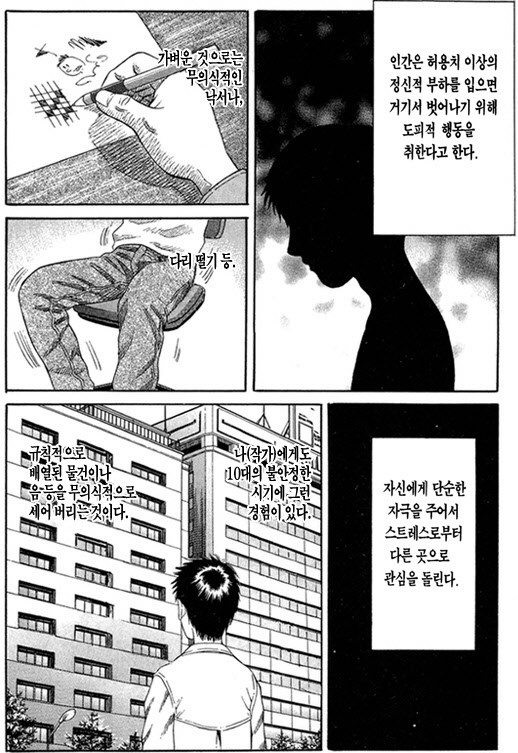 인간은 허용치 이상의
정신적 부하를 입으면
거기서 벗어나기 위해
도피적 행동을
취한다고 한다.
가벼운 것으로는
무의식적인
낙서나,
다리 떨기 등.
자신에게 단순한
자극을 주어서
스트레스로부터
다른 곳으로
관심을 돌린다.
나(작가)에게도
10대의 불안정한
시기에 그런
경험이 있다.
규칙적으로
배열된 물건이나
음 등을 무의식적으로
세어 버리는 것이다.